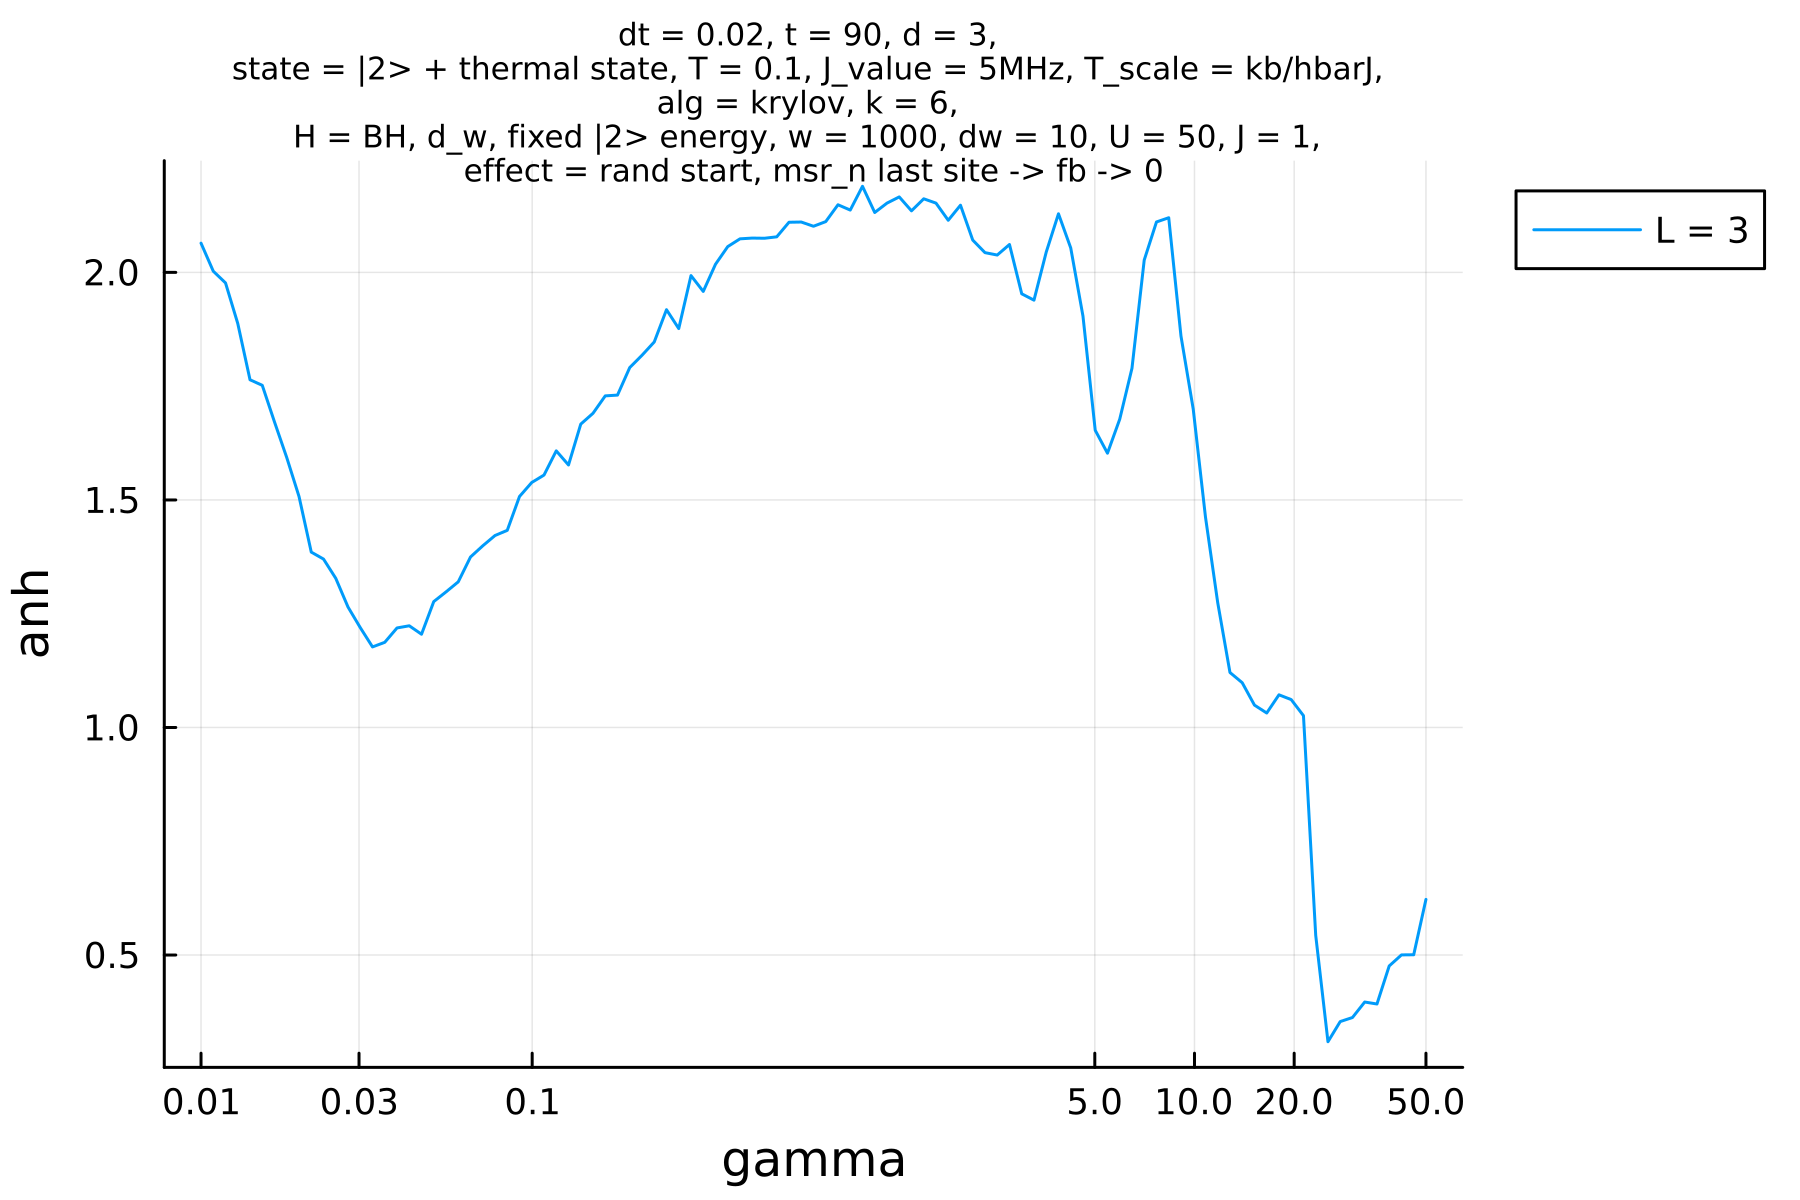 dt = 0.02, t = 90, d = 3,
state = |2> + thermal state, T = 0.1, J_value = 5MHz, T_scale = kb/hbarJ,
alg = krylov, k = 6,
H = BH, d_w, fixed |2> energy, w = 1000, dw = 10, U = 50, J = 1,
effect = rand start, msr_n last site -> fb -> 0
L = 3
2.0
1.5
1.0
0.5
anh
0.01 0.03 0.1 5.0 10.0 20.0 50.0
gamma